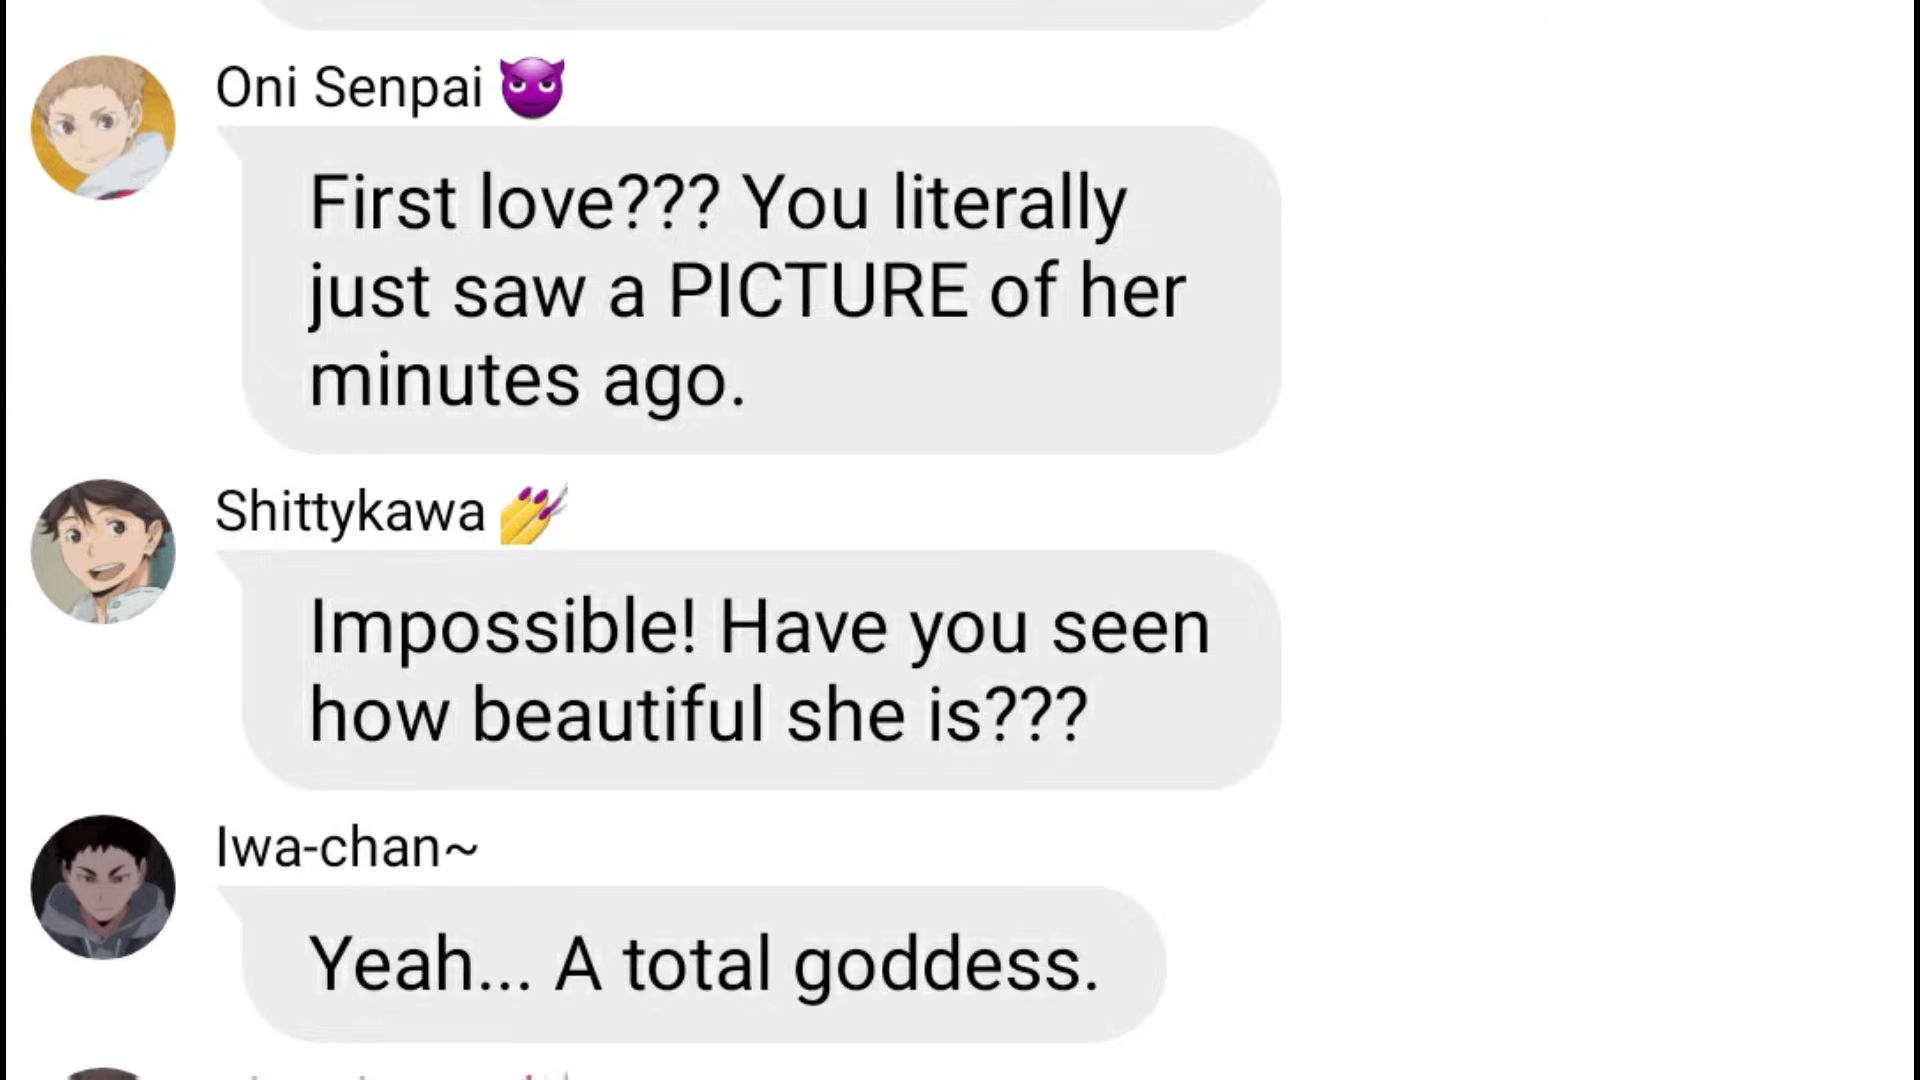 Oni Senpai 😈
First love??? You literally
just saw a PICTURE of her
minutes ago.
Shittykawa 💅
Impossible! Have you seen
how beautiful she is???
Iwa-chan~
Yeah... A total goddess.